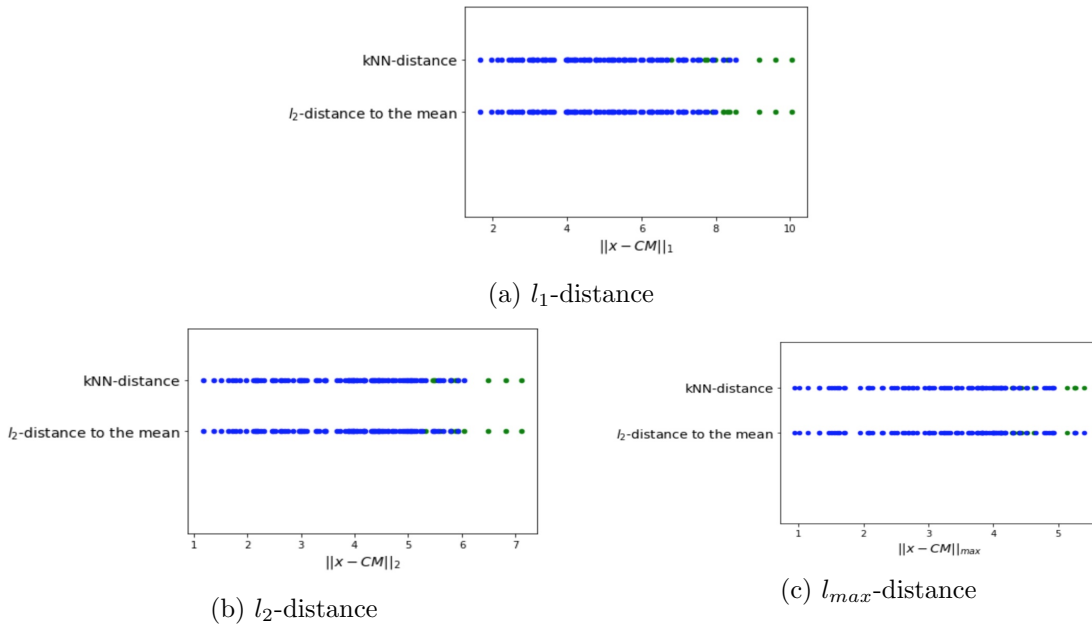 kNN-distance
l₂-distance to the mean
2 4 6 8 10
||x − CM||₁
(a) l₁-distance
kNN-distance
l₂-distance to the mean
1 2 3 4 5 6 7
||x − CM||₂
(b) l₂-distance
kNN-distance
l₂-distance to the mean
1 2 3 4 5
||x − CM||ₘₐₓ
(c) lₘₐₓ-distance